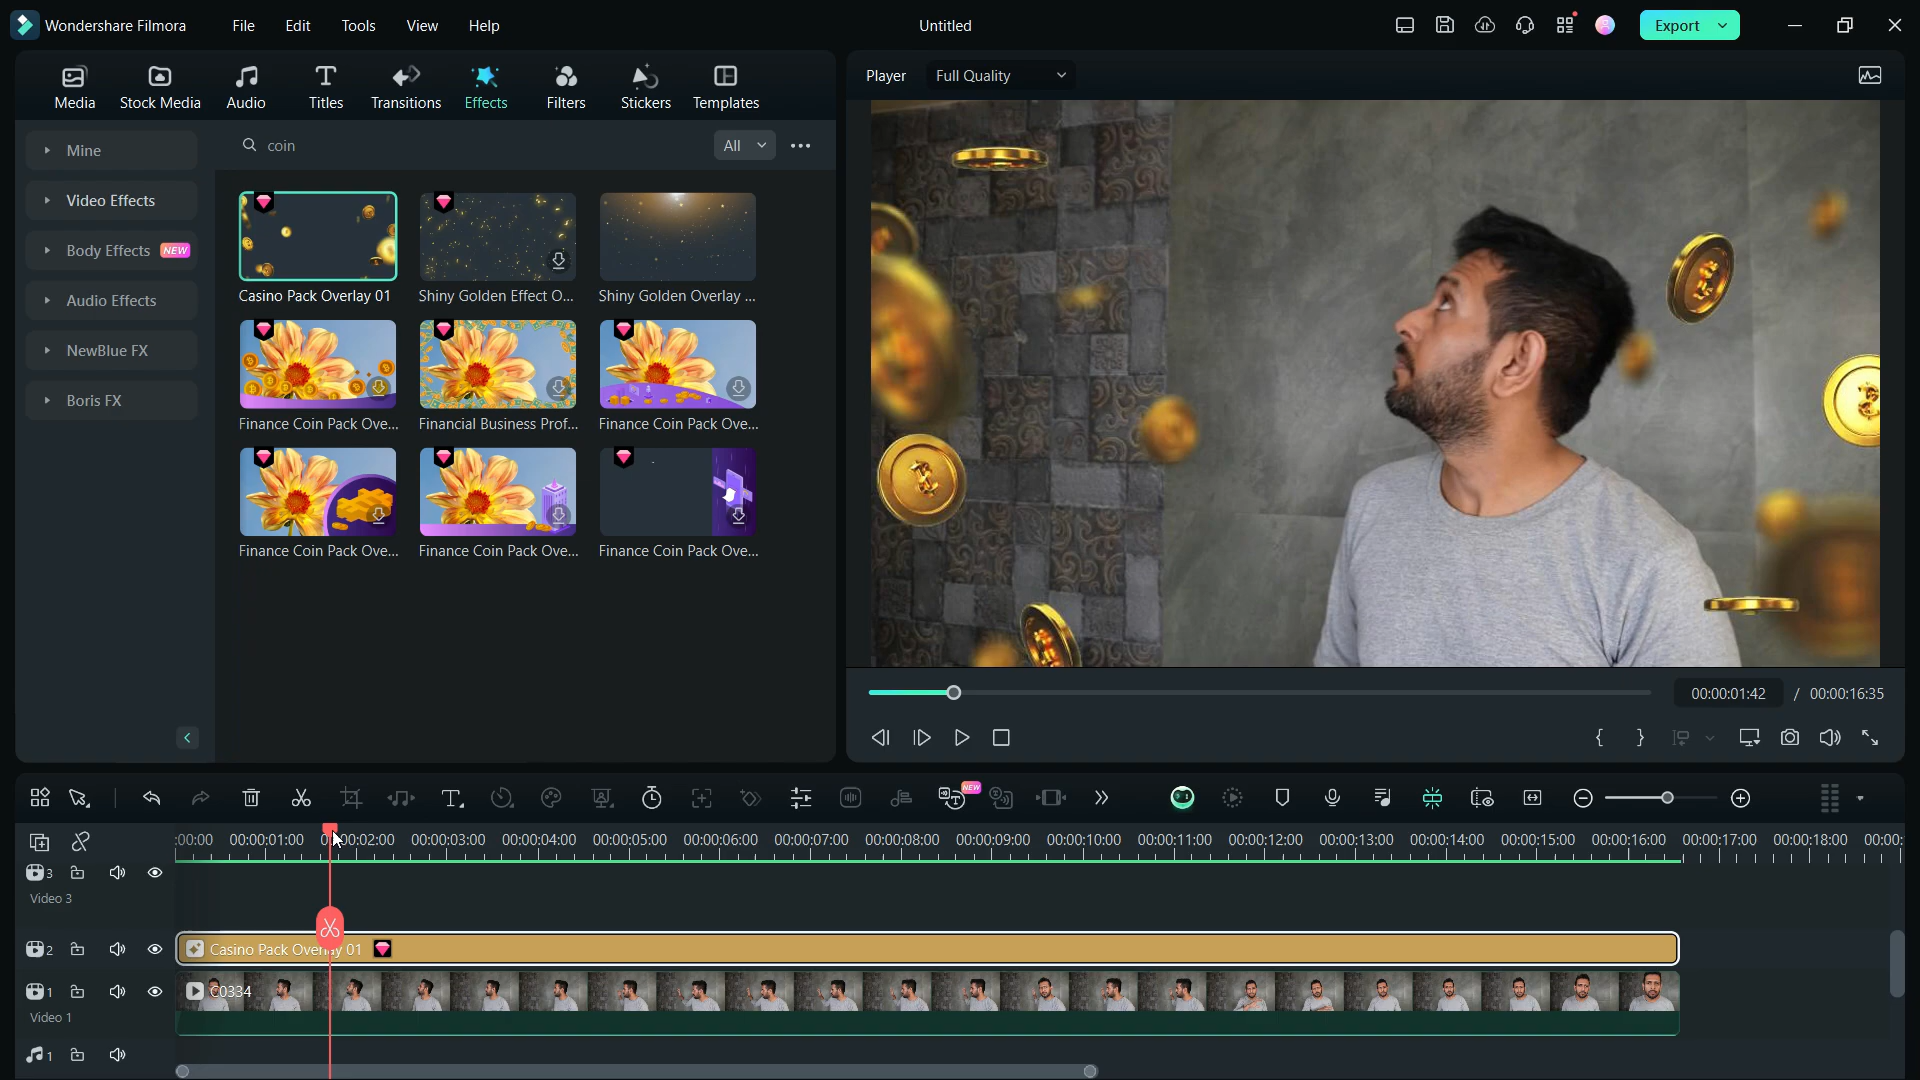 Wondershare Filmora
File
Edit
Tools
View
Help
Untitled
Export
Media
Stock Media
Audio
Titles
Transitions
Effects
Filters
Stickers
Templates
Player
Full Quality
Mine
Video Effects
Body Effects NEW
Audio Effects
NewBlue FX
Boris FX
coin
All
Casino Pack Overlay 01
Shiny Golden Effect O...
Shiny Golden Overlay ...
Finance Coin Pack Ove...
Financial Business Prof...
Finance Coin Pack Ove...
Finance Coin Pack Ove...
Finance Coin Pack Ove...
Finance Coin Pack Ove...
00:00:01:42 / 00:00:16:35
NEW
:00:00 00:00:01:00 00:00:02:00 00:00:03:00 00:00:04:00 00:00:05:00 00:00:06:00 00:00:07:00 00:00:08:00 00:00:09:00 00:00:10:00 00:00:11:00 00:00:12:00 00:00:13:00 00:00:14:00 00:00:15:00 00:00:16:00 00:00:17:00 00:00:18:00 00:00:
3
Video 3
2
Casino Pack Overlay 01
1
C0334
Video 1
1